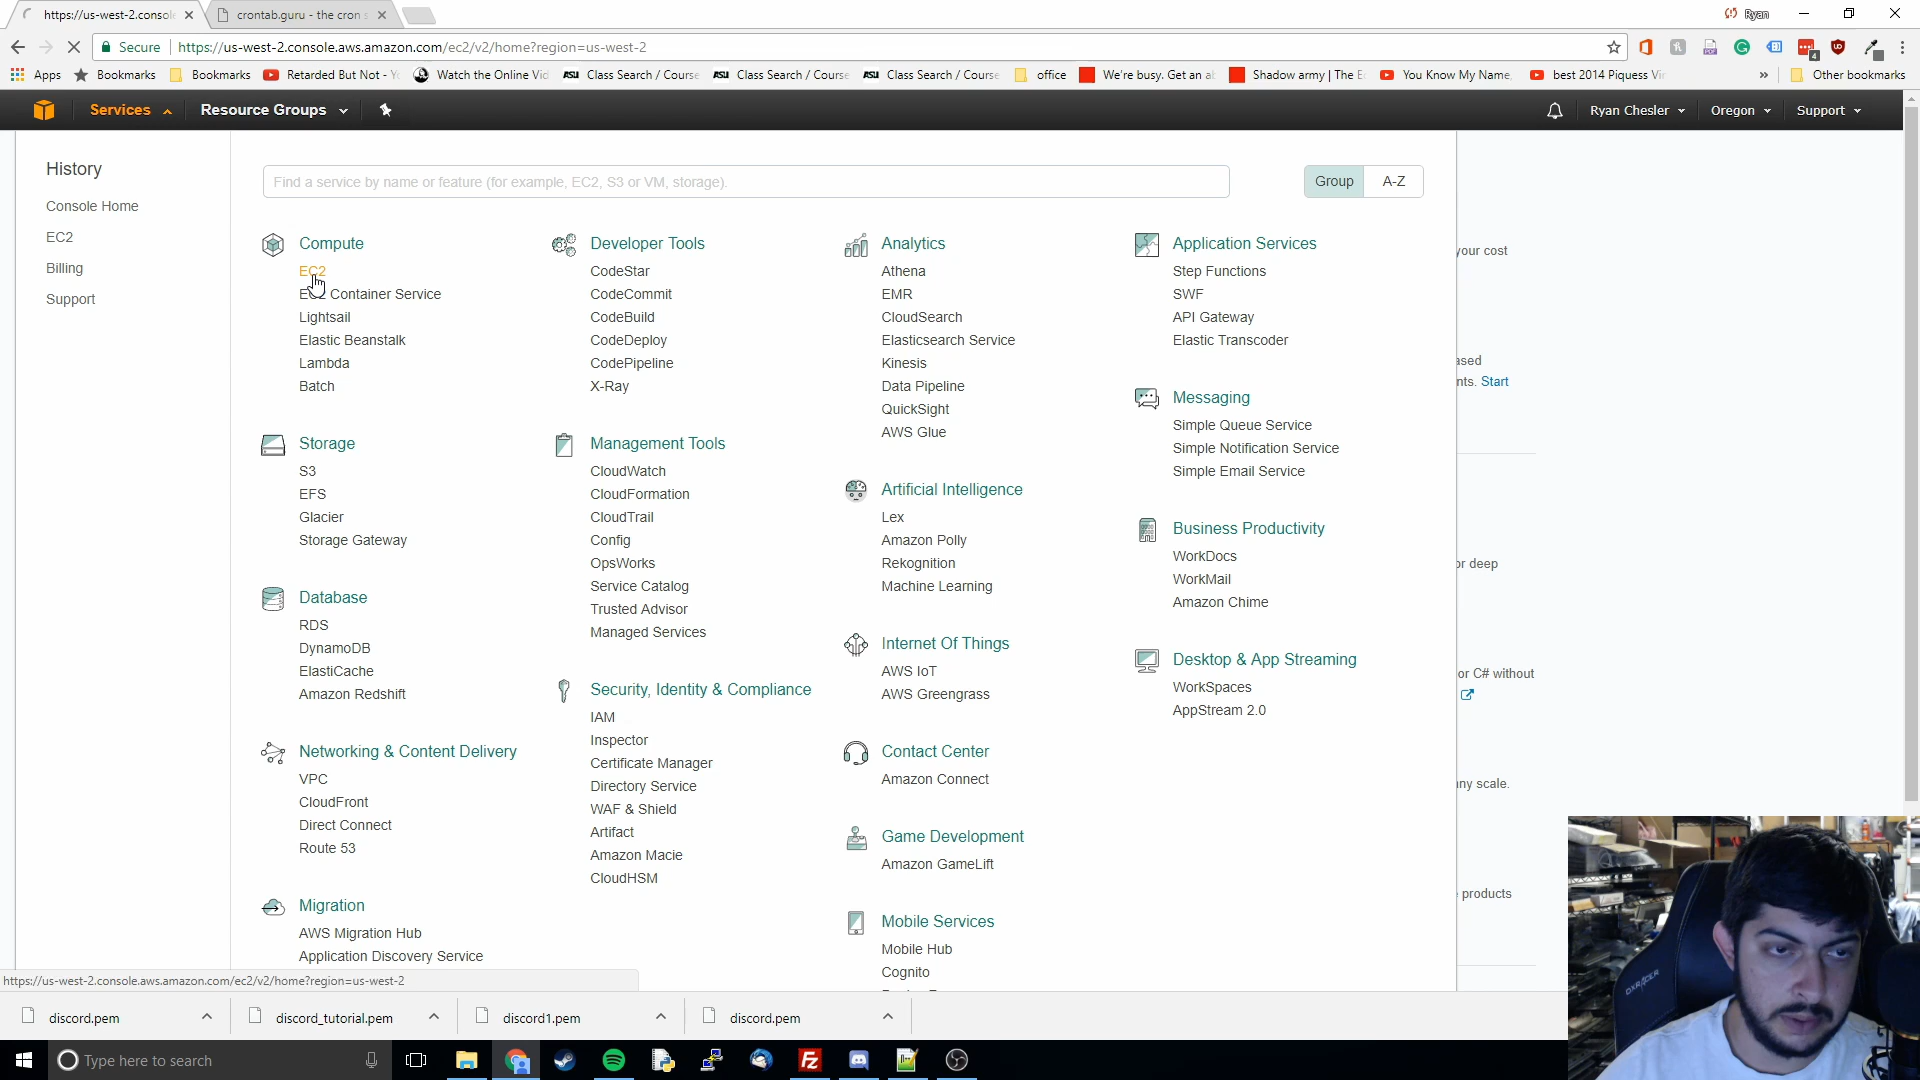 https://us-west-2.consol
crontab.guru - the cron s
Ryan
Secure
https://us-west-2.console.aws.amazon.com/ec2/v2/home?region=us-west-2
4
Apps
Bookmarks
Bookmarks
Retarded But Not - Yo
Watch the Online Vid
ASU Class Search / Course
ASU Class Search / Course
ASU Class Search / Course
office
We're busy. Get an a
Shadow army | The E
You Know My Name,
best 2014 Piquess Vi
»
Other bookmarks
Services
Resource Groups
Ryan Chesler
Oregon
Support
History
Console Home
EC2
Billing
Support
Find a service by name or feature (for example, EC2, S3 or VM, storage).
Group
A-Z
Compute
EC2
EC2 Container Service
Lightsail
Elastic Beanstalk
Lambda
Batch
Storage
S3
EFS
Glacier
Storage Gateway
Database
RDS
DynamoDB
ElastiCache
Amazon Redshift
Networking & Content Delivery
VPC
CloudFront
Direct Connect
Route 53
Migration
AWS Migration Hub
Application Discovery Service
Developer Tools
CodeStar
CodeCommit
CodeBuild
CodeDeploy
CodePipeline
X-Ray
Management Tools
CloudWatch
CloudFormation
CloudTrail
Config
OpsWorks
Service Catalog
Trusted Advisor
Managed Services
Security, Identity & Compliance
IAM
Inspector
Certificate Manager
Directory Service
WAF & Shield
Artifact
Amazon Macie
CloudHSM
Analytics
Athena
EMR
CloudSearch
Elasticsearch Service
Kinesis
Data Pipeline
QuickSight
AWS Glue
Artificial Intelligence
Lex
Amazon Polly
Rekognition
Machine Learning
Internet Of Things
AWS IoT
AWS Greengrass
Contact Center
Amazon Connect
Game Development
Amazon GameLift
Mobile Services
Mobile Hub
Cognito
Application Services
Step Functions
SWF
API Gateway
Elastic Transcoder
Messaging
Simple Queue Service
Simple Notification Service
Simple Email Service
Business Productivity
WorkDocs
WorkMail
Amazon Chime
Desktop & App Streaming
WorkSpaces
AppStream 2.0
your cost
ased
nts. Start
or deep
or C# without
any scale.
products
https://us-west-2.console.aws.amazon.com/ec2/v2/home?region=us-west-2
discord.pem
discord_tutorial.pem
discord1.pem
discord.pem
Type here to search
DXRACER